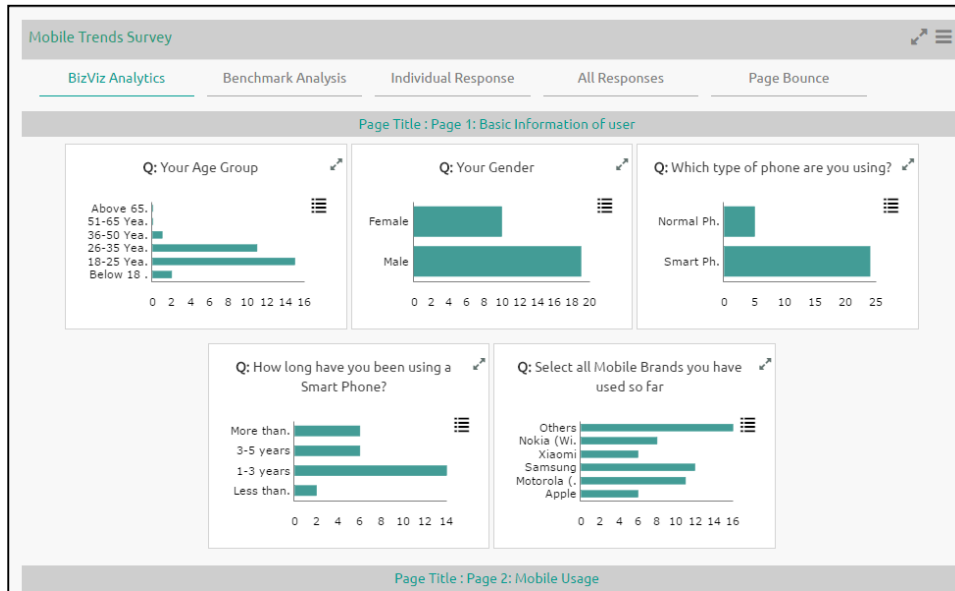 Mobile Trends Survey
BizViz Analytics Benchmark Analysis Individual Response All Responses Page Bounce
Page Title : Page 1: Basic Information of user
Q: Your Age Group
Above 65.
51-65 Yea.
36-50 Yea.
26-35 Yea.
18-25 Yea.
Below 18 .
0 2 4 6 8 10 12 14 16
Q: Your Gender
Female
Male
0 2 4 6 8 10 12 14 16 18 20
Q: Which type of phone are you using?
Normal Ph.
Smart Ph.
0 5 10 15 20 25
Q: How long have you been using a
Smart Phone?
More than.
3-5 years
1-3 years
Less than.
0 2 4 6 8 10 12 14
Q: Select all Mobile Brands you have
used so far
Others
Nokia (Wi.
Xiaomi
Samsung
Motorola (.
Apple
0 2 4 6 8 10 12 14 16
Page Title : Page 2: Mobile Usage